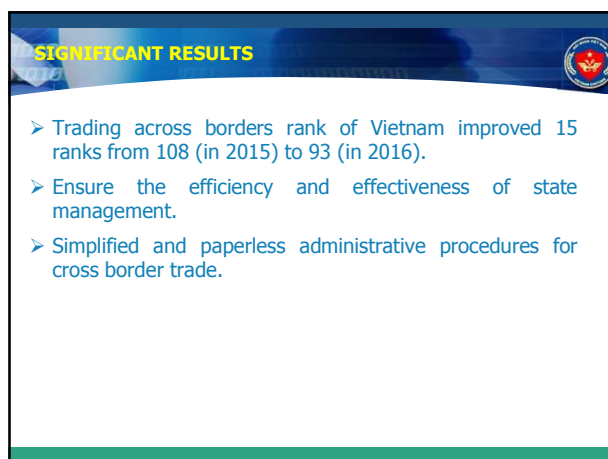 SIGNIFICANT RESULTS
➢ Trading across borders rank of Vietnam improved 15
ranks from 108 (in 2015) to 93 (in 2016).
➢ Ensure the efficiency and effectiveness of state
management.
➢ Simplified and paperless administrative procedures for
cross border trade.